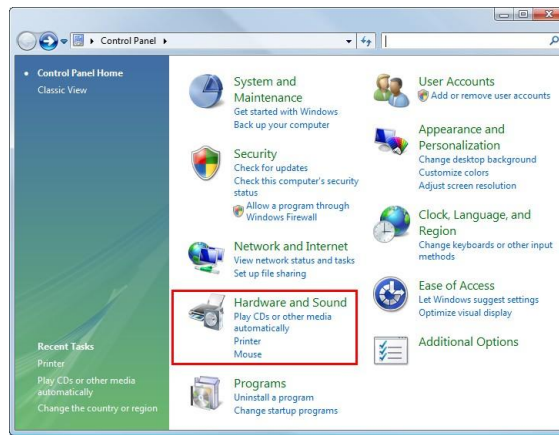 Control Panel
Control Panel Home
Classic View
Recent Tasks
Printer
Play CDs or other media
automatically
Change the country or region
System and
Maintenance
Get started with Windows
Back up your computer
Security
Check for updates
Check this computer's security
status
Allow a program through
Windows Firewall
Network and Internet
View network status and tasks
Set up file sharing
Hardware and Sound
Play CDs or other media
automatically
Printer
Mouse
Programs
Uninstall a program
Change startup programs
User Accounts
Add or remove user accounts
Appearance and
Personalization
Change desktop background
Customize colors
Adjust screen resolution
Clock, Language, and
Region
Change keyboards or other input
methods
Ease of Access
Let Windows suggest settings
Optimize visual display
Additional Options